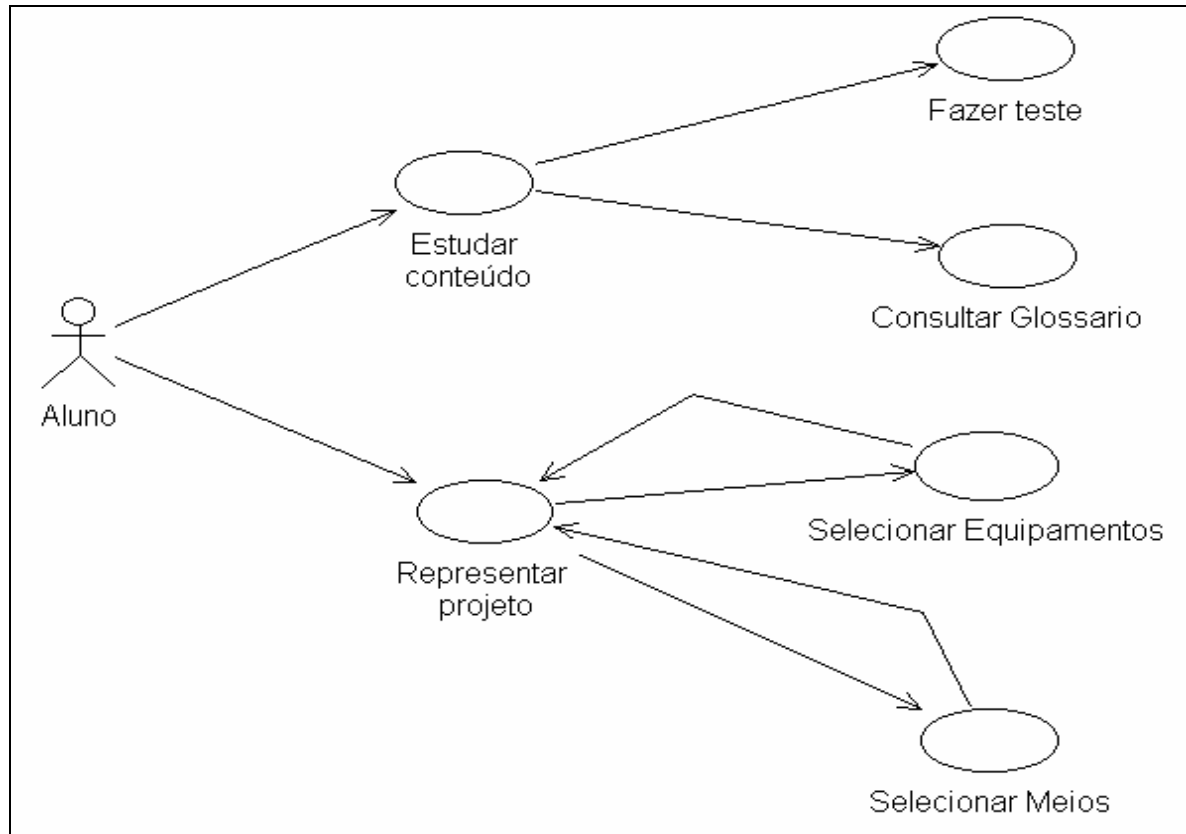 Fazer teste
Estudar
conteúdo
Consultar Glossario
Aluno
Selecionar Equipamentos
Representar
projeto
Selecionar Meios